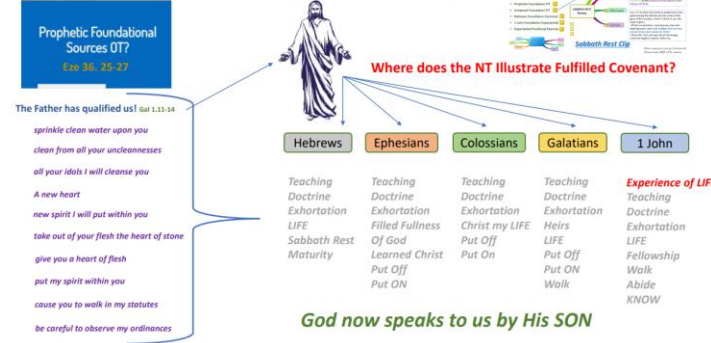 Prophetic Foundational
Sources OT?
Eze 36. 25-27
Sabbath Rest Clip
Where does the NT Illustrate Fulfilled Covenant?
The Father has qualified us! Gal 1.11-14
sprinkle clean water upon you
clean from all your uncleannesses
all your idols I will cleanse you
A new heart
new spirit I will put within you
take out of your flesh the heart of stone
give you a heart of flesh
put my spirit within you
cause you to walk in my statutes
be careful to observe my ordinances
Hebrews
Teaching
Doctrine
Exhortation
LIFE
Sabbath Rest
Maturity
Ephesians
Teaching
Doctrine
Exhortation
Filled Fullness
Of God
Learned Christ
Put Off
Put ON
Colossians
Teaching
Doctrine
Exhortation
Christ my LIFE
Put Off
Put On
Galatians
Teaching
Doctrine
Exhortation
Heirs
LIFE
Put Off
Put ON
Walk
1 John
Experience of LIF
Teaching
Doctrine
Exhortation
LIFE
Fellowship
Walk
Abide
KNOW
God now speaks to us by His SON